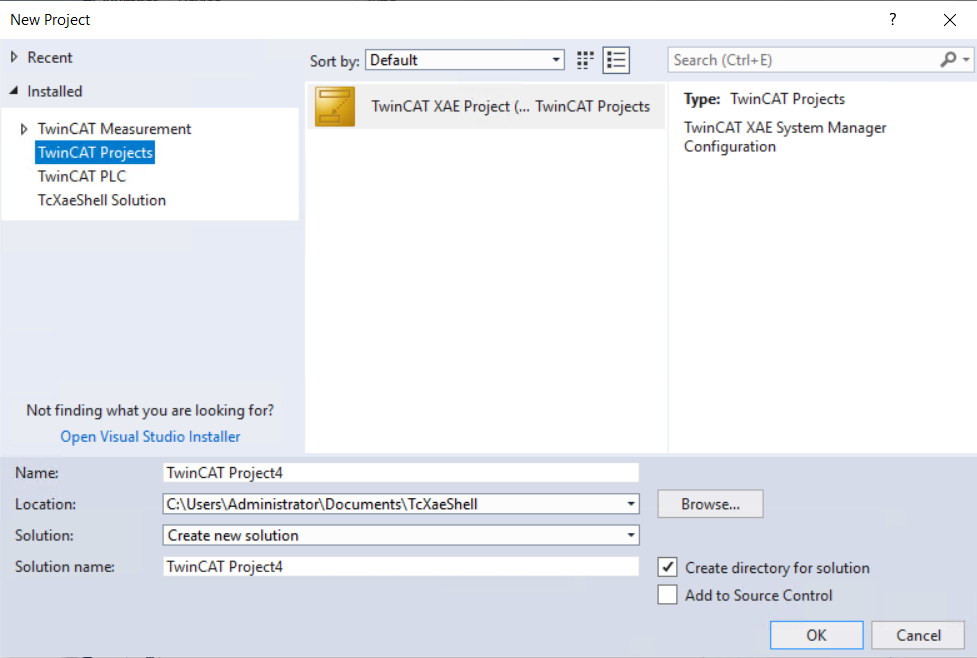 New Project
?
Recent
Installed
TwinCAT Measurement
TwinCAT Projects
TwinCAT PLC
TcXaeShell Solution
Not finding what you are looking for?
Open Visual Studio Installer
Sort by: Default
TwinCAT XAE Project (... TwinCAT Projects
Search (Ctrl+E)
Type: TwinCAT Projects
TwinCAT XAE System Manager
Configuration
Name: TwinCAT Project4
Location: C:\Users\Administrator\Documents\TcXaeShell Browse...
Solution: Create new solution
Solution name: TwinCAT Project4
Create directory for solution
Add to Source Control
OK Cancel